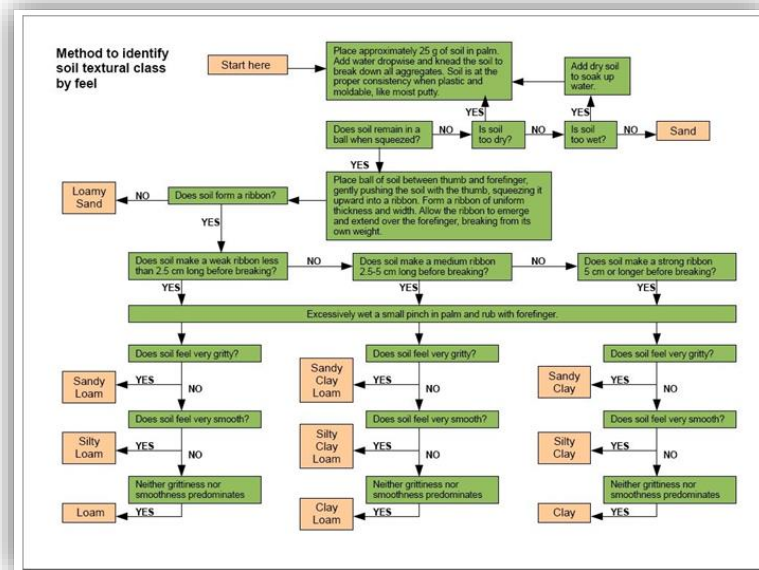 Method to identify
soil textural class
by feel
Start here
Place approximately 25 g of soil in palm.
Add water dropwise and knead the soil to
break down all aggregates. Soil is at the
proper consistency when plastic and
moldable, like moist putty.
Add dry soil
to soak up
water.
YES
YES
Does soil remain in a
ball when squeezed?
NO
Is soil
too dry?
NO
Is soil
too wet?
NO
Sand
YES
Place ball of soil between thumb and forefinger,
gently pushing the soil with the thumb, squeezing it
upward into a ribbon. Form a ribbon of uniform
thickness and width. Allow the ribbon to emerge
and extend over the forefinger, breaking from its
own weight.
Loamy
Sand
NO
Does soil form a ribbon?
YES
Does soil make a weak ribbon less
than 2.5 cm long before breaking?
NO
Does soil make a medium ribbon
2.5-5 cm long before breaking?
NO
Does soil make a strong ribbon
5 cm or longer before breaking?
YES
YES
YES
Excessively wet a small pinch in palm and rub with forefinger.
Does soil feel very gritty?
Does soil feel very gritty?
Does soil feel very gritty?
Sandy
Loam
YES
NO
Sandy
Clay
Loam
YES
NO
Sandy
Clay
YES
NO
Does soil feel very smooth?
Does soil feel very smooth?
Does soil feel very smooth?
Silty
Loam
YES
NO
Silty
Clay
Loam
YES
NO
Silty
Clay
YES
NO
Neither grittiness nor
smoothness predominates
Neither grittiness nor
smoothness predominates
Neither grittiness nor
smoothness predominates
Loam
YES
Clay
Loam
YES
Clay
YES